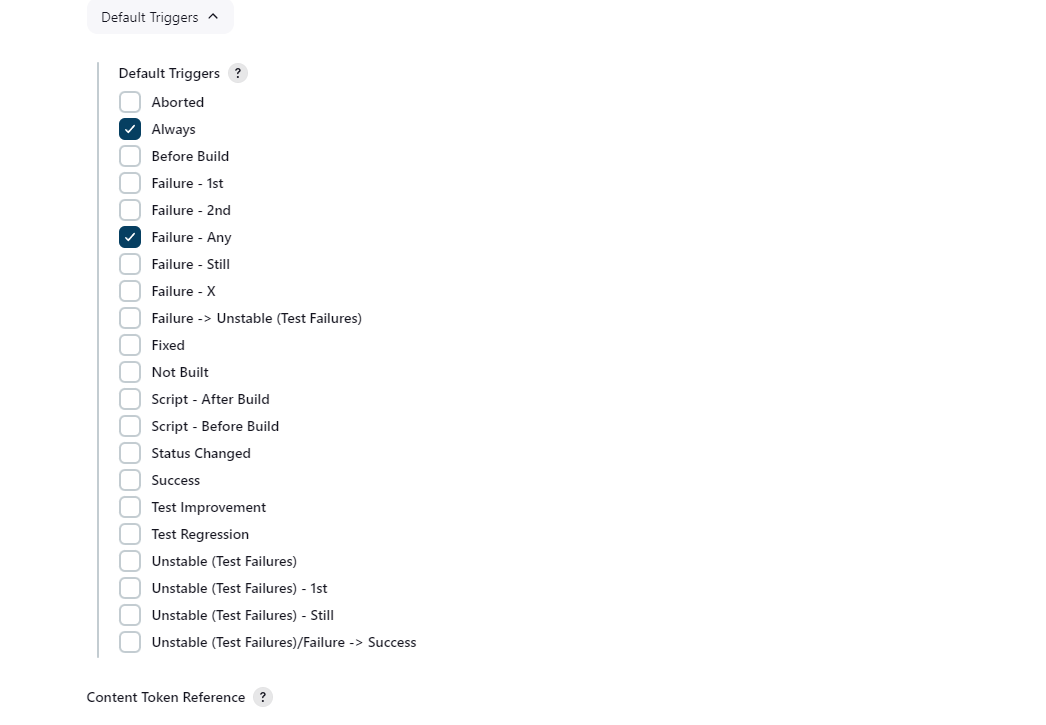 Default Triggers
Default Triggers ?
Aborted
Always
Before Build
Failure - 1st
Failure - 2nd
Failure - Any
Failure - Still
Failure - X
Failure -> Unstable (Test Failures)
Fixed
Not Built
Script - After Build
Script - Before Build
Status Changed
Success
Test Improvement
Test Regression
Unstable (Test Failures)
Unstable (Test Failures) - 1st
Unstable (Test Failures) - Still
Unstable (Test Failures)/Failure -> Success
Content Token Reference ?